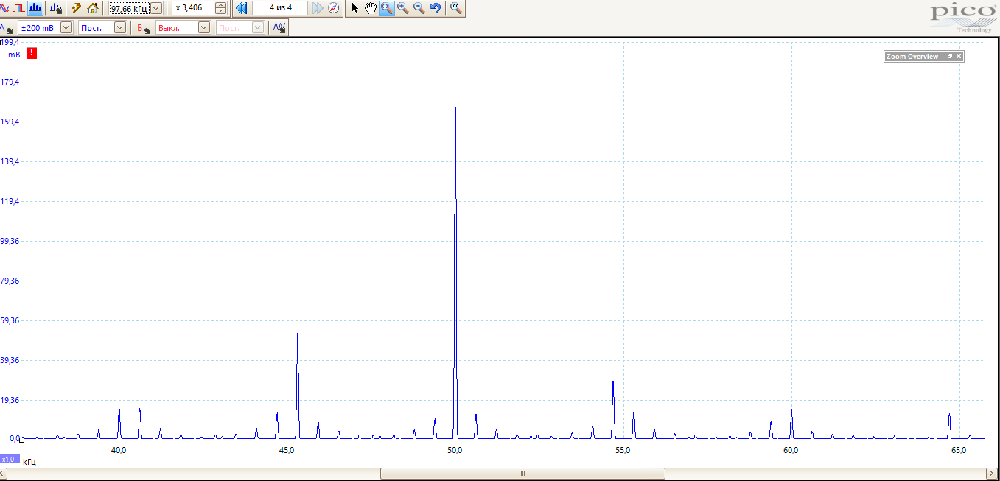 97,66 кГц x 3,406 4 из 4
pico
Technology
A ±200 mB Пост. B Выкл. Пост.
199,4
mB !
Zoom Overview
179,4
159,4
139,4
119,4
99,36
79,36
59,36
39,36
19,36
0,0
40,0 45,0 50,0 55,0 60,0 65,0
x1,0 кГц